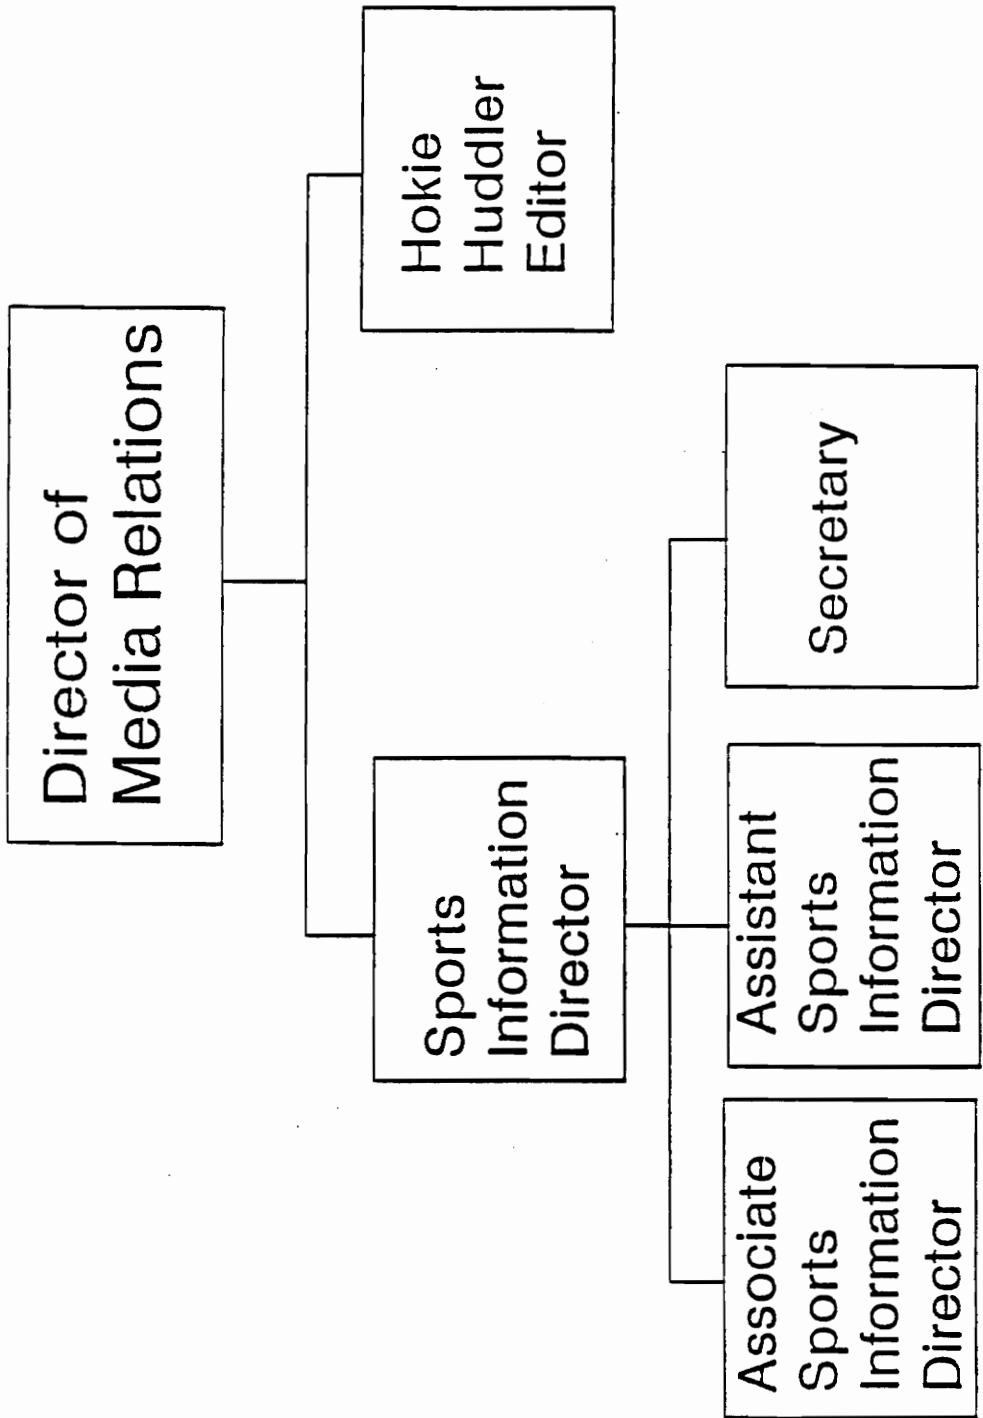 Director of
Media Relations
Sports
Information
Director
Hokie
Huddler
Editor
Associate
Sports
Information
Director
Assistant
Sports
Information
Director
Secretary